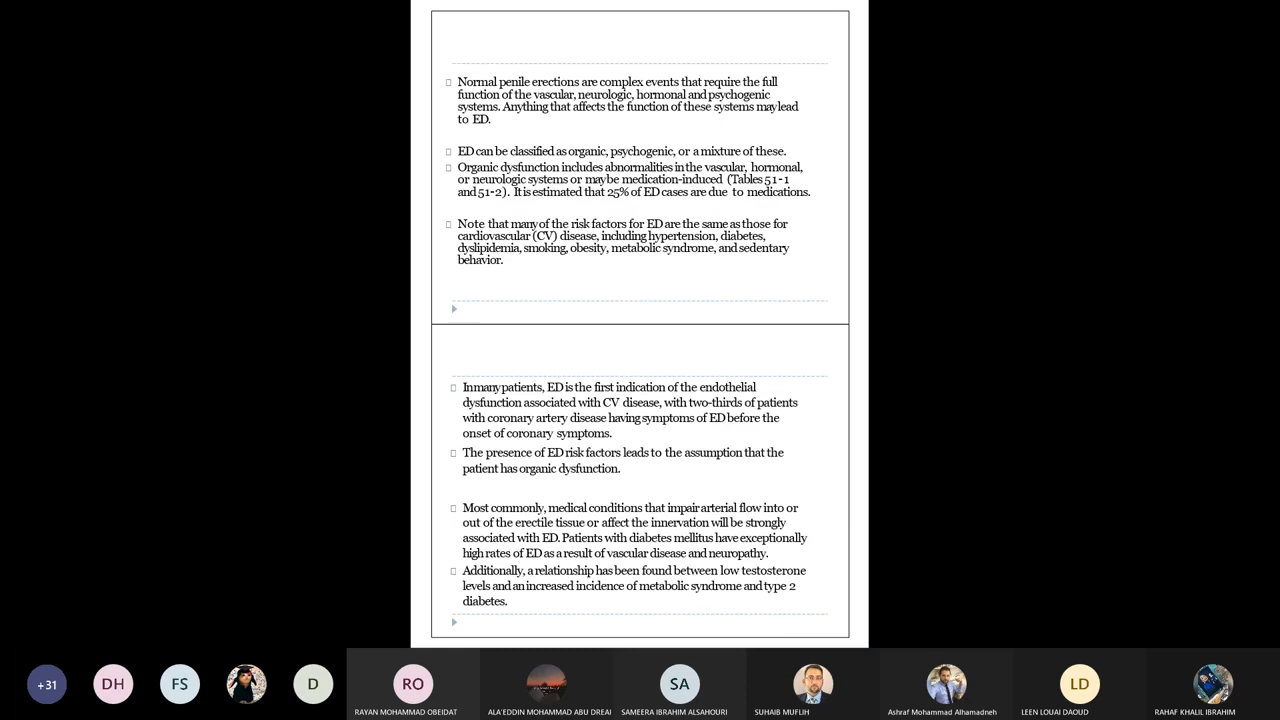 Normal penile erections are complex events that require the full
function of the vascular, neurologic, hormonal and psychogenic
systems. Anything that affects the function of these systems may lead
to ED.
ED can be classified as organic, psychogenic, or a mixture of these.
Organic dysfunction includes abnormalities in the vascular, hormonal,
or neurologic systems or maybe medication-induced (Tables 51-1
and 51-2). It is estimated that 25% of ED cases are due to medications.
Note that many of the risk factors for ED are the same as those for
cardiovascular (CV) disease, including hypertension, diabetes,
dyslipidemia, smoking, obesity, metabolic syndrome, and sedentary
behavior.
In many patients, ED is the first indication of the endothelial
dysfunction associated with CV disease, with two-thirds of patients
with coronary artery disease having symptoms of ED before the
onset of coronary symptoms.
The presence of ED risk factors leads to the assumption that the
patient has organic dysfunction.
Most commonly, medical conditions that impair arterial flow into or
out of the erectile tissue or affect the innervation will be strongly
associated with ED. Patients with diabetes mellitus have exceptionally
high rates of ED as a result of vascular disease and neuropathy.
Additionally, a relationship has been found between low testosterone
levels and an increased incidence of metabolic syndrome and type 2
diabetes.
+31 DH FS D RO SA LD
RAYAN MOHAMMAD OBEIDAT ALA'EDDIN MOHAMMAD ABU DREAI SAMEERA IBRAHIM ALSAHOURI SUHAIB MUFLIH Ashraf Mohammad Alhamadneh LEEN LOUAI DAOUD RAHAF KHALIL IBRAHIM